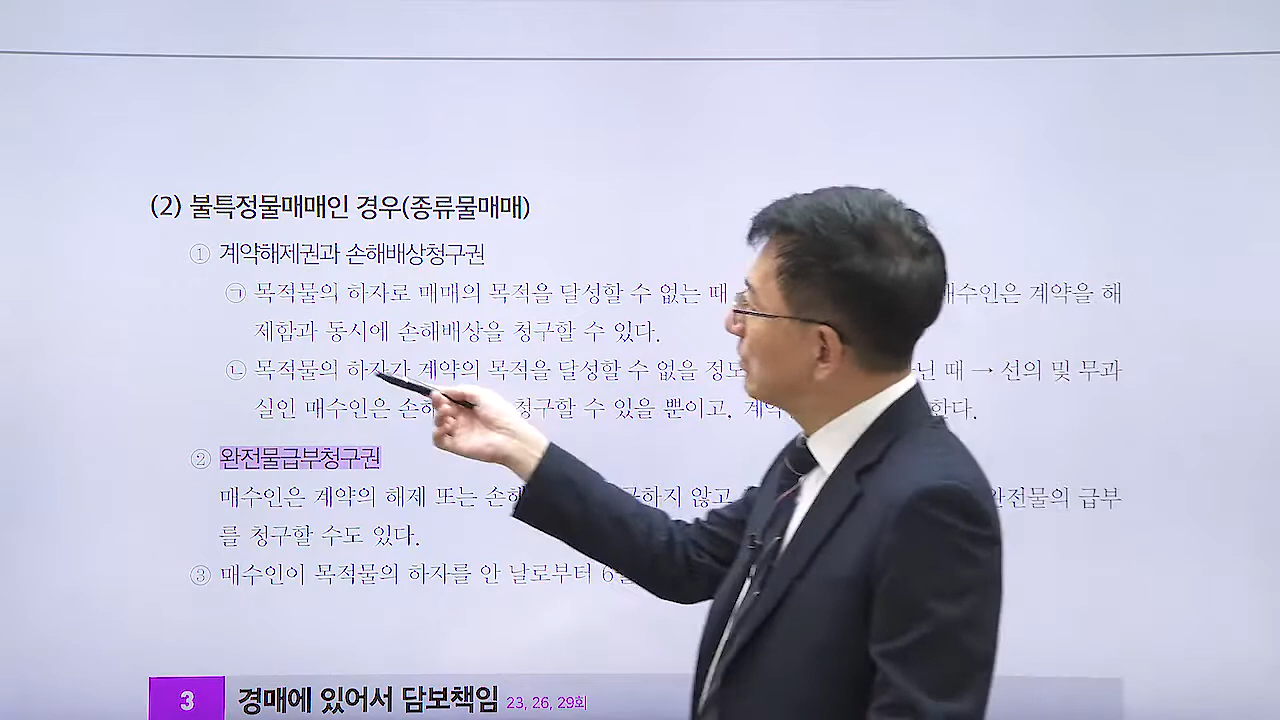 (2) 불특정물매매인 경우(종류물매매)
① 계약해제권과 손해배상청구권
㉠ 목적물의 하자로 매매의 목적을 달성할 수 없는 때 매수인은 계약을 해
제함과 동시에 손해배상을 청구할 수 있다.
㉡ 목적물의 하자가 계약의 목적을 달성할 수 없을 닌 때 → 선의 및 무과
실인 매수인은 청구할 수 있을 뿐이고, 한다.
② 완전물급부청구권
매수인은 계약의 해제 또는 않고 완전물의 급부
를 청구할 수도 있다.
③ 매수인이 목적물의 하자를 안 날로부터
3 경매에 있어서 담보책임 23, 26, 29회